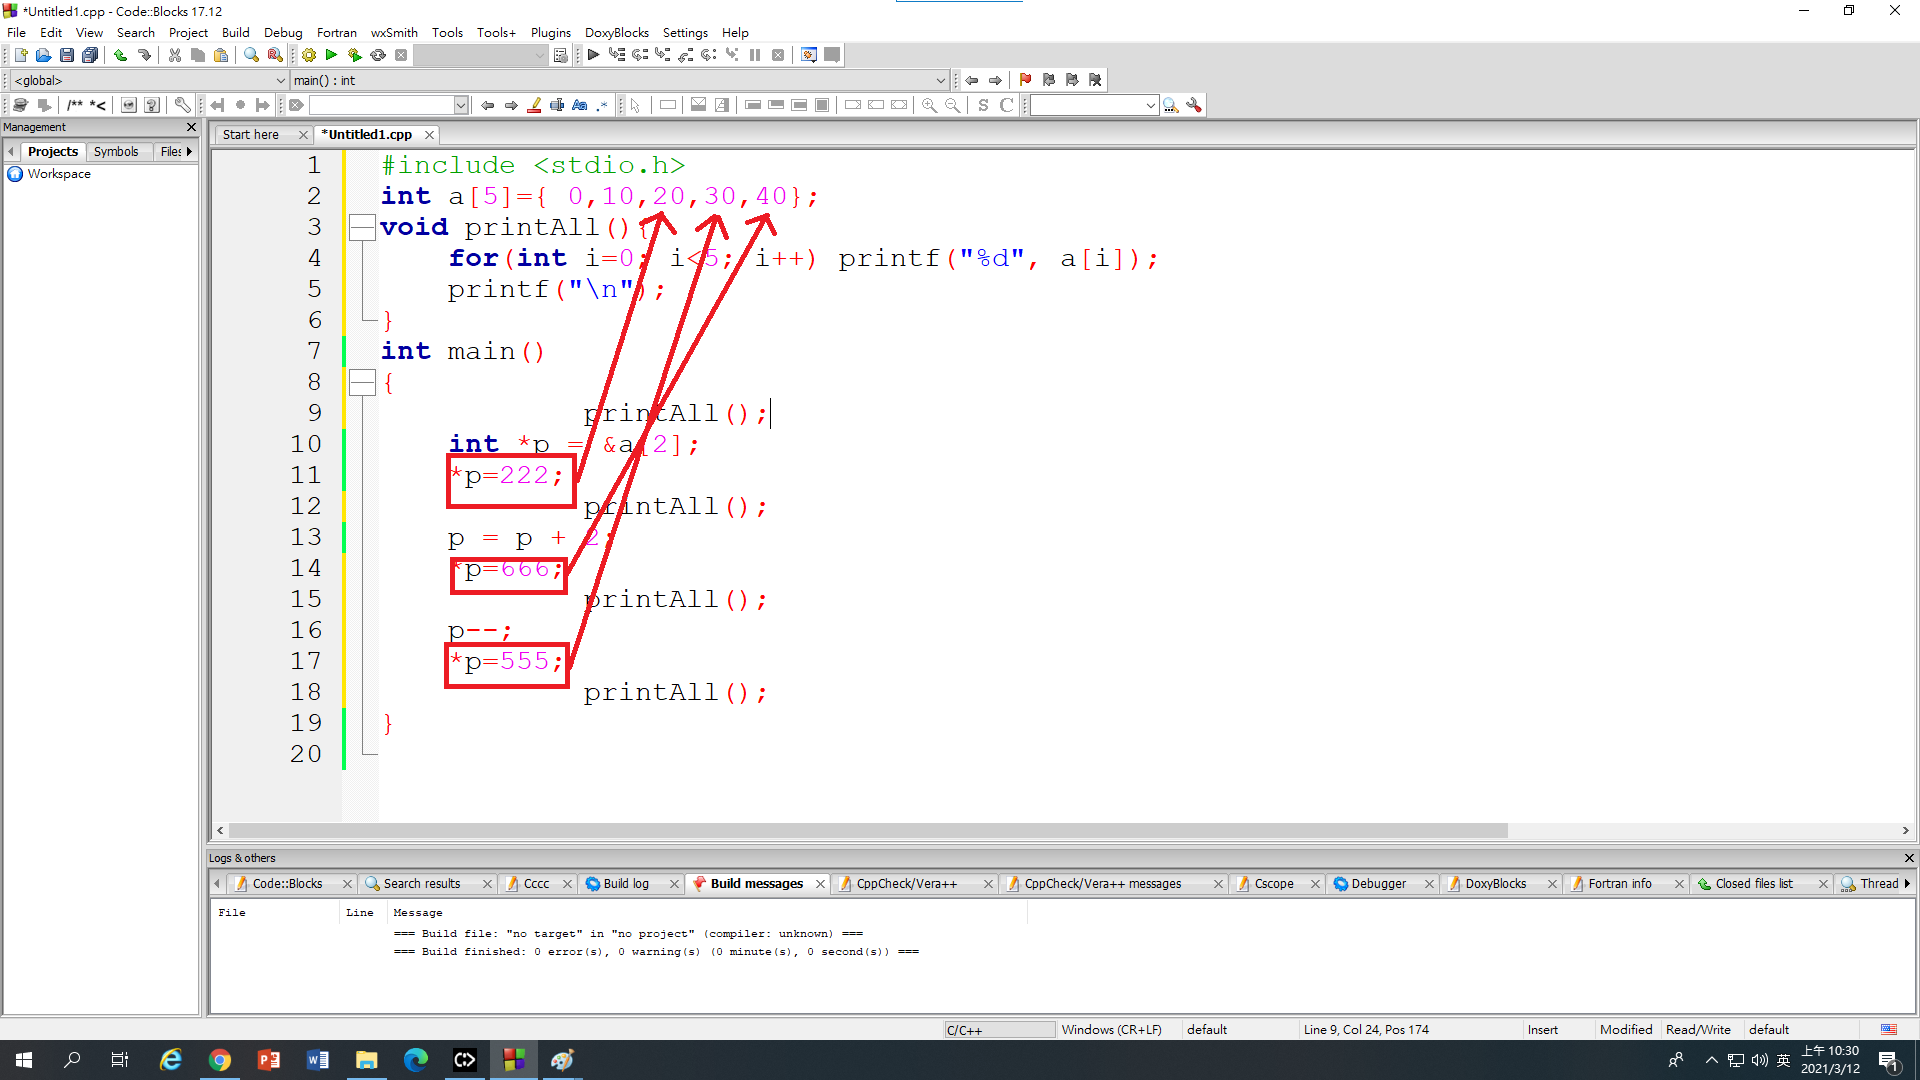 *Untitled1.cpp - Code::Blocks 17.12
File Edit View Search Project Build Debug Fortran wxSmith Tools Tools+ Plugins DoxyBlocks Settings Help
<global> main() : int
/** *<
Aa .* S C
Management
Projects Symbols Files
Workspace
Start here *Untitled1.cpp
1 #include <stdio.h>
2 int a[5]={ 0,10,20,30,40};
3 void printAll(){
4 for(int i=0; i<5; i++) printf("%d", a[i]);
5 printf("\n");
6 }
7 int main()
8 {
9 printAll();
10 int *p = &a[2];
11 *p=222;
12 printAll();
13 p = p + 2;
14 *p=666;
15 printAll();
16 p--;
17 *p=555;
18 printAll();
19 }
20
Logs & others
Code::Blocks Search results Cccc Build log Build messages CppCheck/Vera++ CppCheck/Vera++ messages Cscope Debugger DoxyBlocks Fortran info Closed files list Thread
File Line Message
=== Build file: "no target" in "no project" (compiler: unknown) ===
=== Build finished: 0 error(s), 0 warning(s) (0 minute(s), 0 second(s)) ===
C/C++ Windows (CR+LF) default Line 9, Col 24, Pos 174 Insert Modified Read/Write default
英 上午 10:30
2021/3/12
1